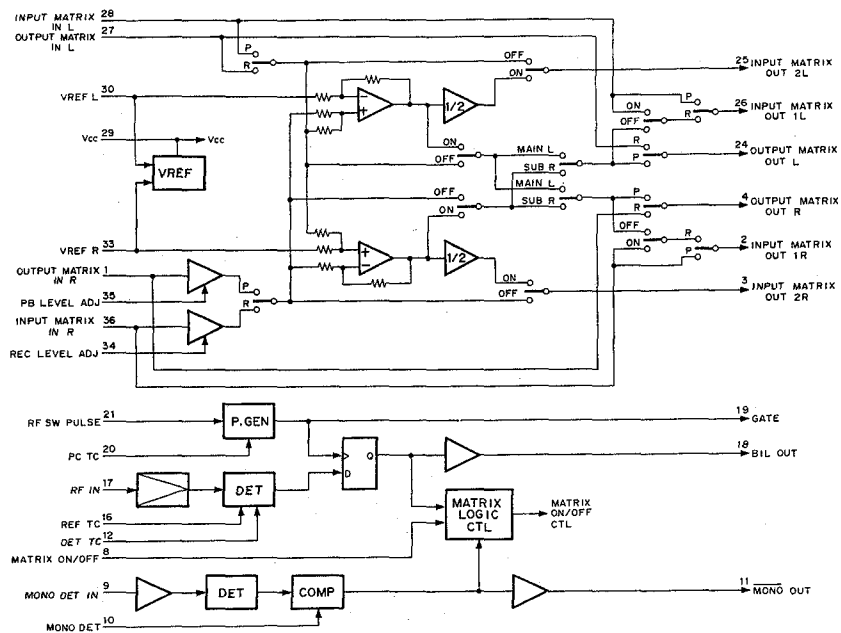 INPUT MATRIX 28
IN L
OUTPUT MATRIX 27
IN L
P
R
OFF
ON
25 INPUT MATRIX
OUT 2L
VREF L 30
- +
1/2
ON
OFF
P
R
26 INPUT MATRIX
OUT 1L
Vcc 29
Vcc
VREF
ON
OFF
MAIN L
SUB R
MAIN L
SUB R
R
P
24 OUTPUT MATRIX
OUT L
OFF
ON
P
R
4 OUTPUT MATRIX
OUT R
VREF R 33
+ -
1/2
OFF
ON
R
P
2 INPUT MATRIX
OUT 1R
OUTPUT MATRIX 1
IN R
PB LEVEL ADJ 35
P
R
ON
OFF
3 INPUT MATRIX
OUT 2R
INPUT MATRIX 36
IN R
REC LEVEL ADJ 34
RF SW PULSE 21
P.GEN
19 GATE
PC TC 20
> Q
D
18 BIL OUT
RF IN 17
DET
REF TC 16
DET TC 12
MATRIX
LOGIC
CTL
MATRIX
ON/OFF
CTL
MATRIX ON/OFF 8
MONO DET IN 9
DET
COMP
11 MONO OUT
MONO DET 10